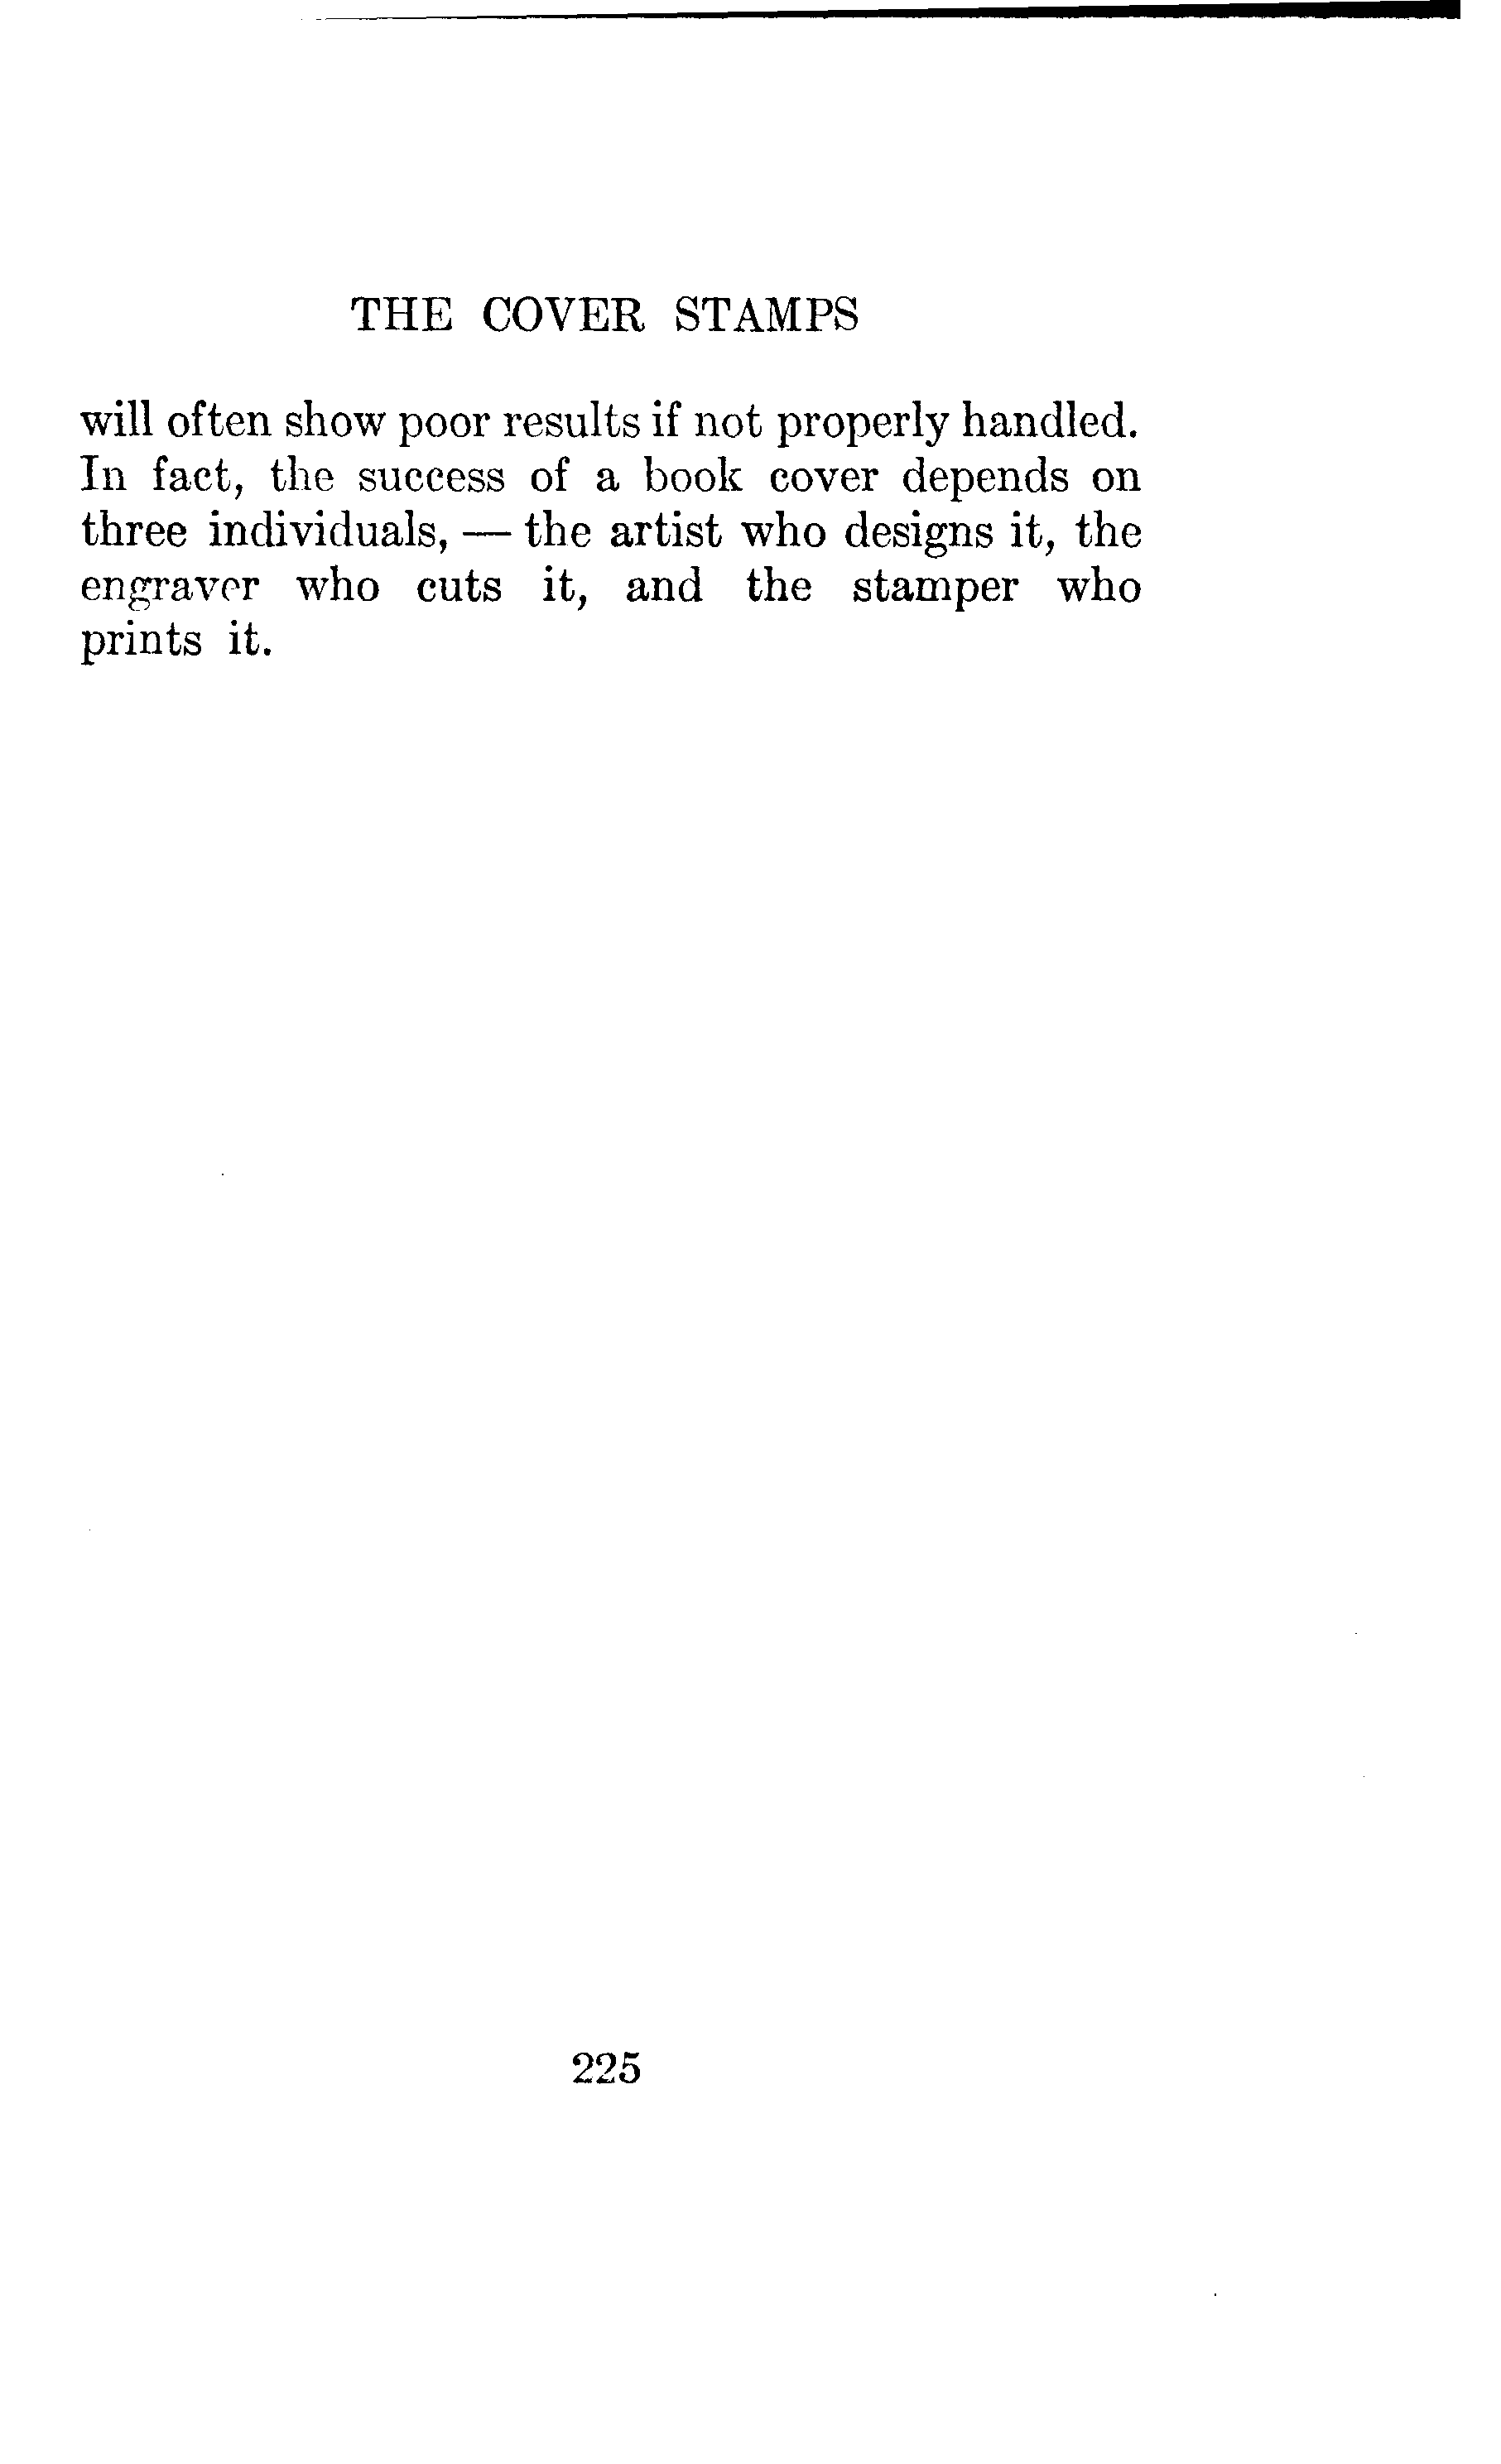 THE COVER STAMPS
will often show poor results if not properly handled.
In fact, the success of a book cover depends on
three individuals, — the artist who designs it, the
engraver who cuts it, and the stamper who
prints it.
225